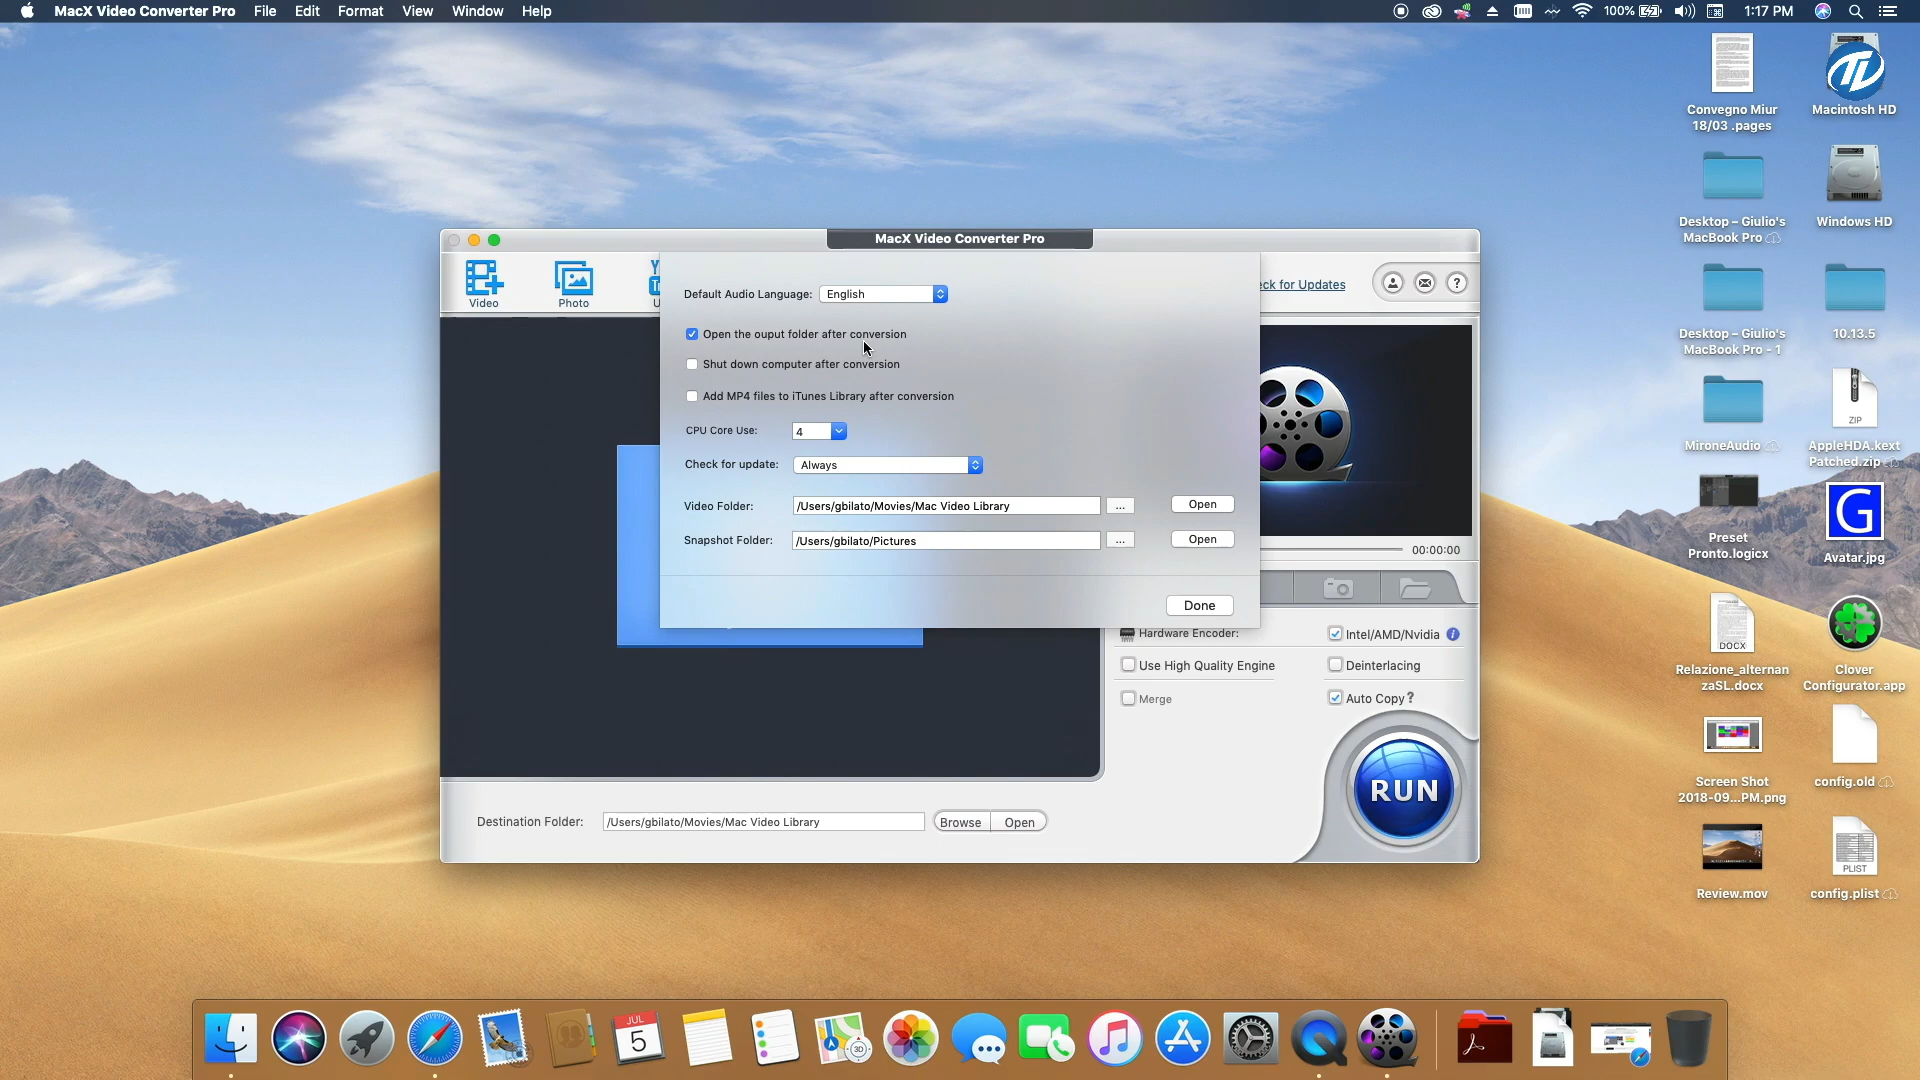 MacX Video Converter Pro File Edit Format View Window Help
100% 1:17 PM
Convegno Miur
18/03 .pages
Macintosh HD
Desktop – Giulio's
MacBook Pro
Windows HD
Desktop – Giulio's
MacBook Pro - 1
10.13.5
MironeAudio
ZIP
AppleHDA.kext
Patched.zip
Preset
Pronto.logicx
G
Avatar.jpg
DOCX
Relazione_alternan
zaSL.docx
Clover
Configurator.app
Screen Shot
2018-09...PM.png
config.old
Review.mov
PLIST
config.plist
MacX Video Converter Pro
Video
Photo
Check for Updates
?
Default Audio Language: English
Open the ouput folder after conversion
Shut down computer after conversion
Add MP4 files to iTunes Library after conversion
CPU Core Use: 4
Check for update: Always
Video Folder: /Users/gbilato/Movies/Mac Video Library ... Open
Snapshot Folder: /Users/gbilato/Pictures ... Open
Done
00:00:00
Hardware Encoder: Intel/AMD/Nvidia i
Use High Quality Engine Deinterlacing
Merge Auto Copy ?
RUN
Destination Folder: /Users/gbilato/Movies/Mac Video Library Browse Open
JUL
5
3D